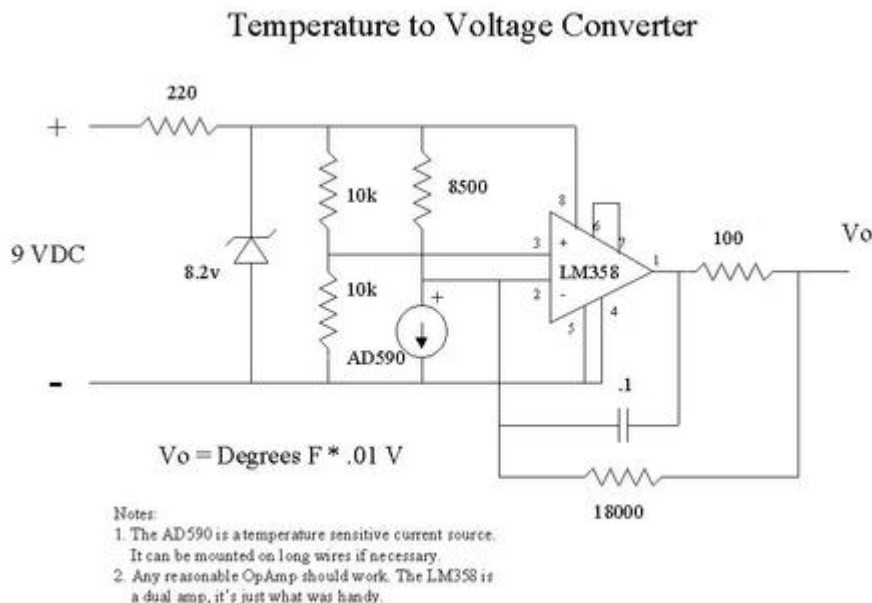 Temperature to Voltage Converter
220
+
10k
8500
8
6
7
9 VDC
8.2v
3
+
LM358
1
100
Vo
10k
+
2
-
5
4
AD590
-
.1
Vo = Degrees F * .01 V
18000
Notes:
1. The AD590 is a temperature sensitive current source.
It can be mounted on long wires if necessary.
2. Any reasonable OpAmp should work. The LM358 is
a dual amp, it's just what was handy.